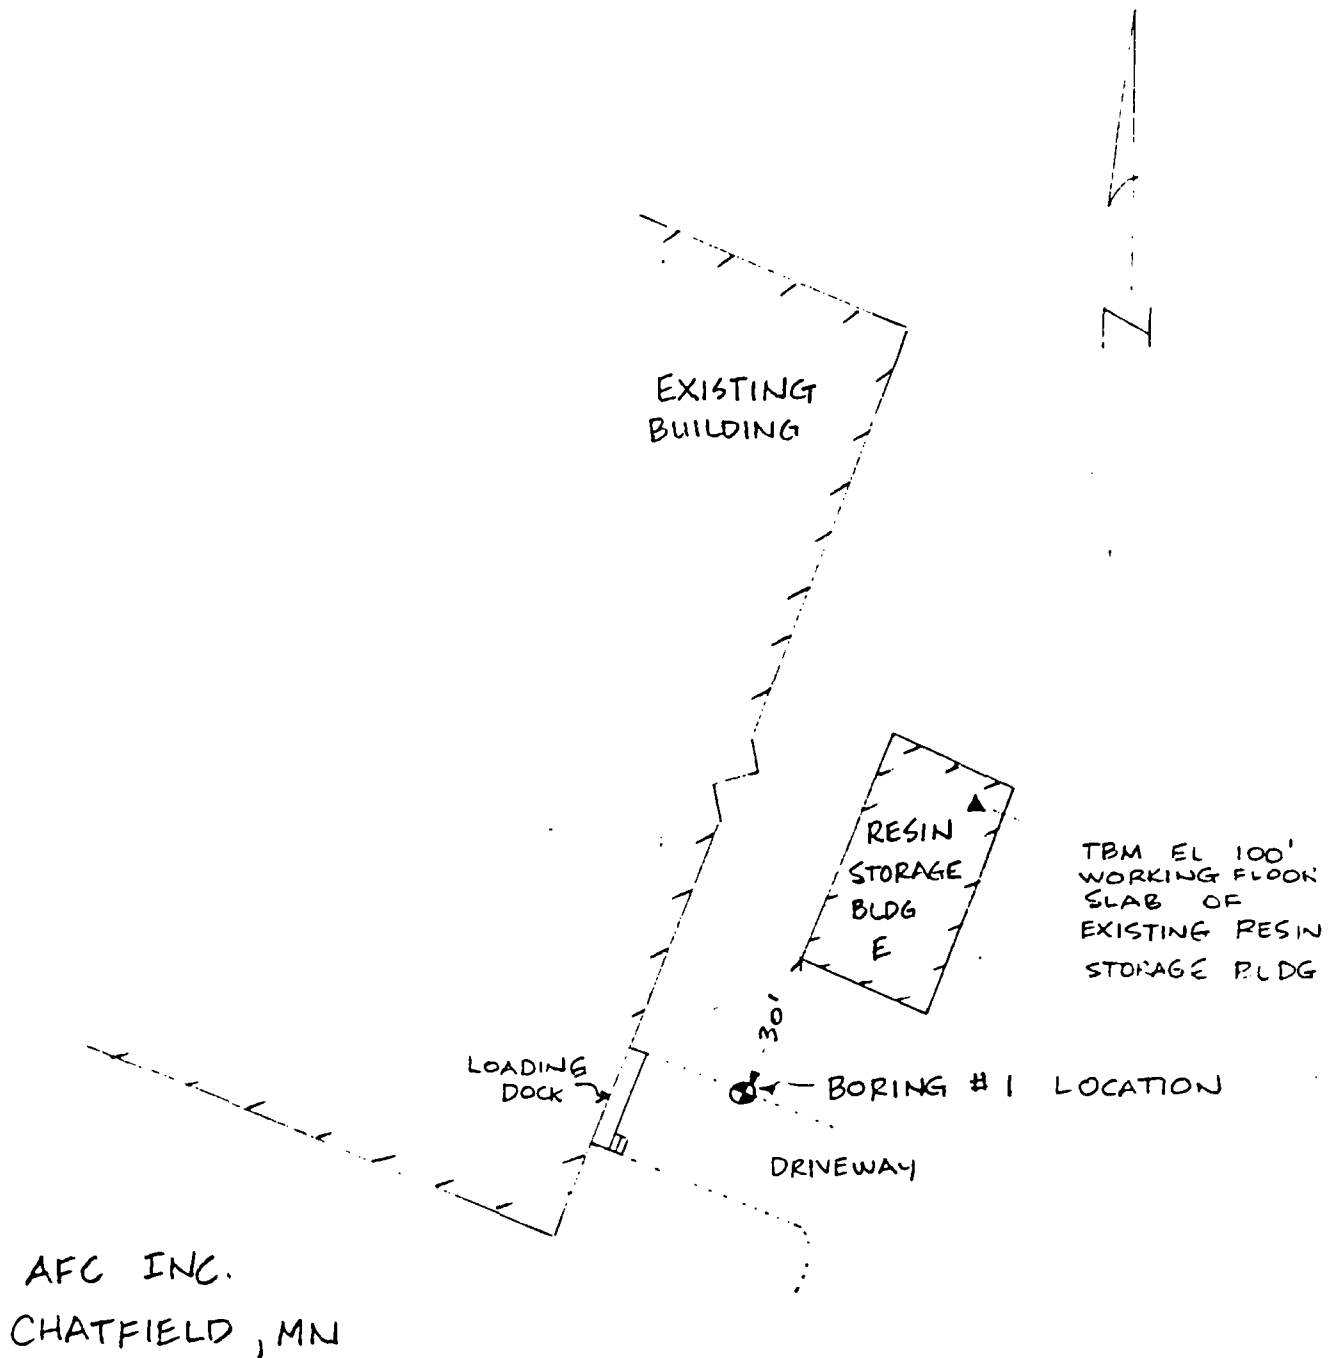 N
EXISTING
BUILDING
RESIN
STORAGE
BLDG
E
TBM EL 100'
WORKING FLOOR
SLAB OF
EXISTING RESIN
STORAGE BLDG
30'
LOADING
DOCK
BORING #1 LOCATION
DRIVEWAY
AFC INC.
CHATFIELD, MN